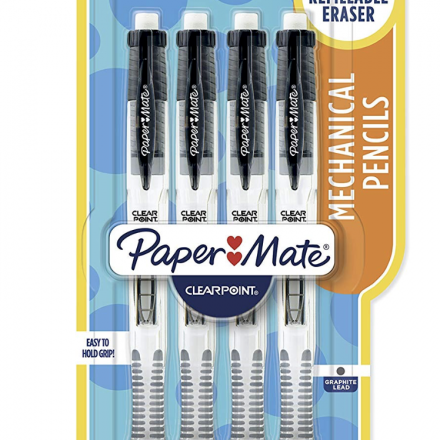 REFILLABLE
ERASER
MECHANICAL
PENCILS
Paper Mate
Paper Mate
Paper Mate
Paper Mate
CLEAR
POINT
CLEAR
POINT
CLEAR
POINT
CLEAR
POINT
Paper Mate®
CLEARPOINT®
EASY TO
HOLD GRIP!
GRAPHITE
LEAD